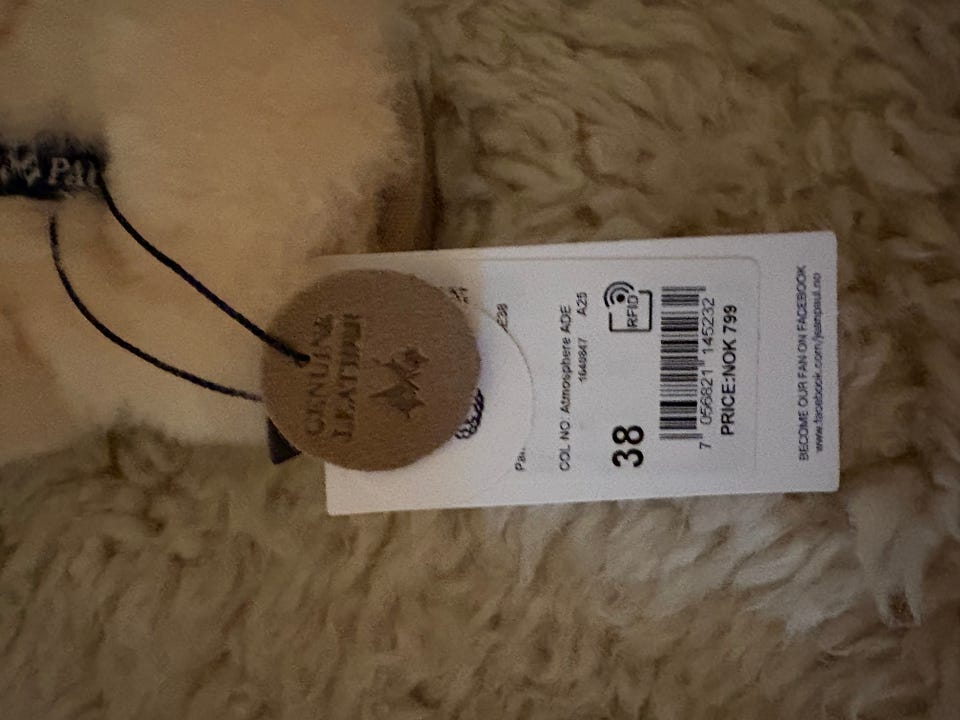 GENUINE
LEATHER
COL NO. Atmosphere ADE
1649847 A25
38
RFID
7 056821 145232
PRICE:NOK 799
BECOME OUR FAN ON FACEBOOK
www.facebook.com/jeanpaul.no